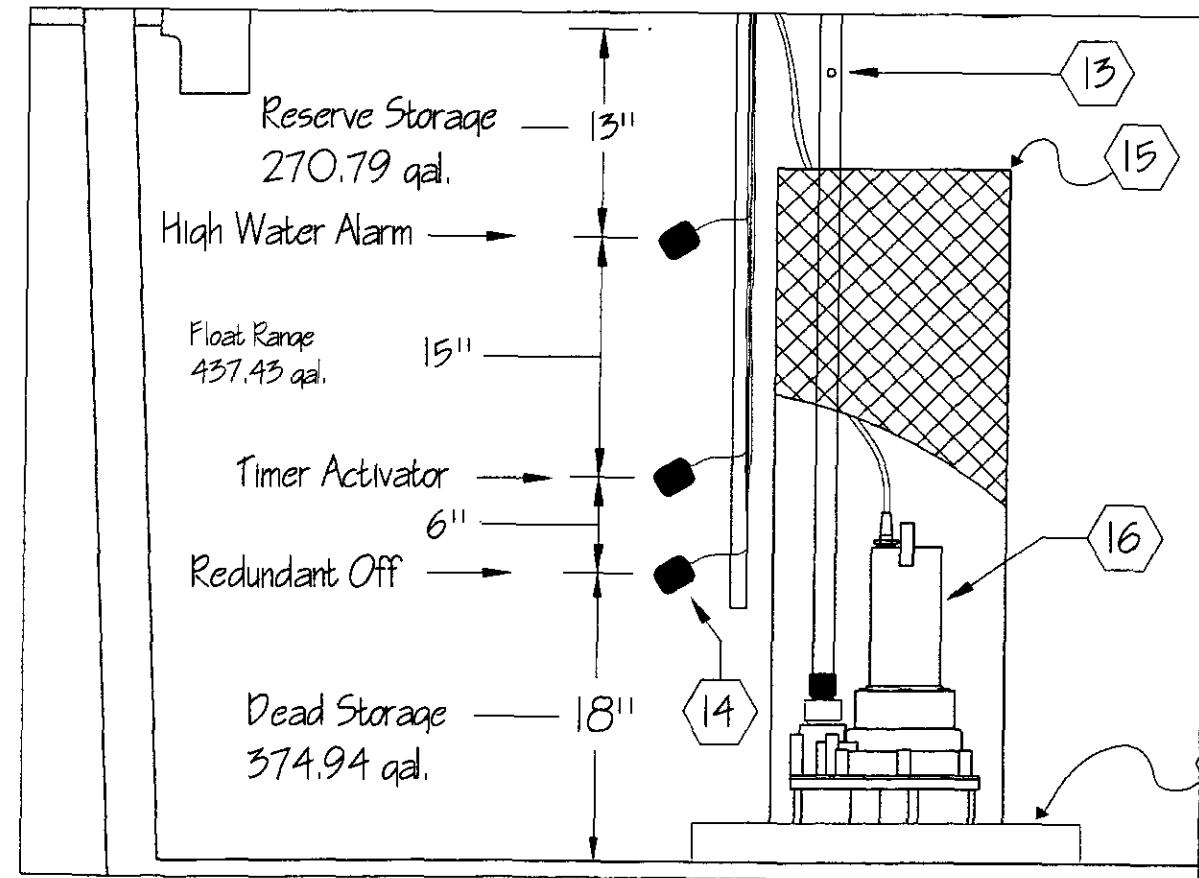 13
Reserve Storage
13"
270.79 gal.
15
High Water Alarm
Float Range
437.43 gal.
15"
Timer Activator
6"
16
Redundant Off
Dead Storage
18"
14
374.94 gal.